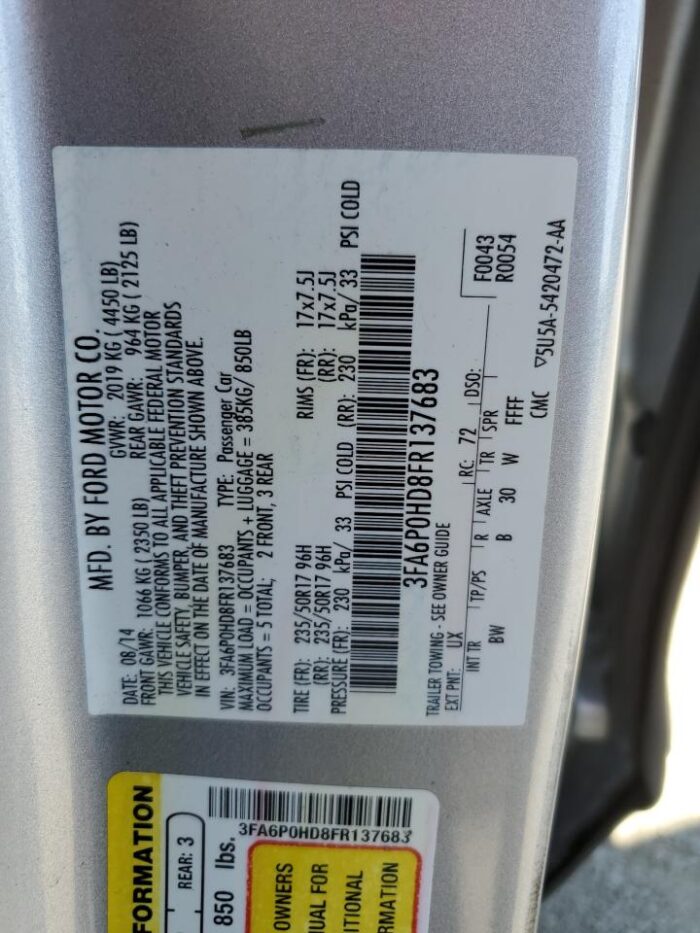 MFD. BY FORD MOTOR CO.
DATE: 08/14 GVWR: 2019 KG ( 4450 LB)
FRONT GAWR: 1066 KG ( 2350 LB) REAR GAWR: 964 KG ( 2125 LB)
THIS VEHICLE CONFORMS TO ALL APPLICABLE FEDERAL MOTOR
VEHICLE SAFETY, BUMPER, AND THEFT PREVENTION STANDARDS
IN EFFECT ON THE DATE OF MANUFACTURE SHOWN ABOVE.
VIN: 3FA6P0HD8FR137683 TYPE: Passenger Car
MAXIMUM LOAD = OCCUPANTS + LUGGAGE = 385KG/ 850LB
OCCUPANTS = 5 TOTAL; 2 FRONT, 3 REAR
TIRE (FR): 235/50R17 96H RIMS (FR): 17x7.5J
(RR): 235/50R17 96H (RR): 17x7.5J
PRESSURE (FR): 230 kPa/ 33 PSI COLD (RR): 230 kPa/ 33 PSI COLD
3FA6P0HD8FR137683
TRAILER TOWING - SEE OWNER GUIDE
EXT PNT: UX RC: 72 DSO: F0043
INT TR TP/PS R AXLE TR SPR R0054
BW B 30 W FFFF
CMC ▽5U5A-5420472-AA
FORMATION
REAR: 3
850 lbs.
3FA6P0HD8FR137683
OWNERS
UAL FOR
ITIONAL
RMATION